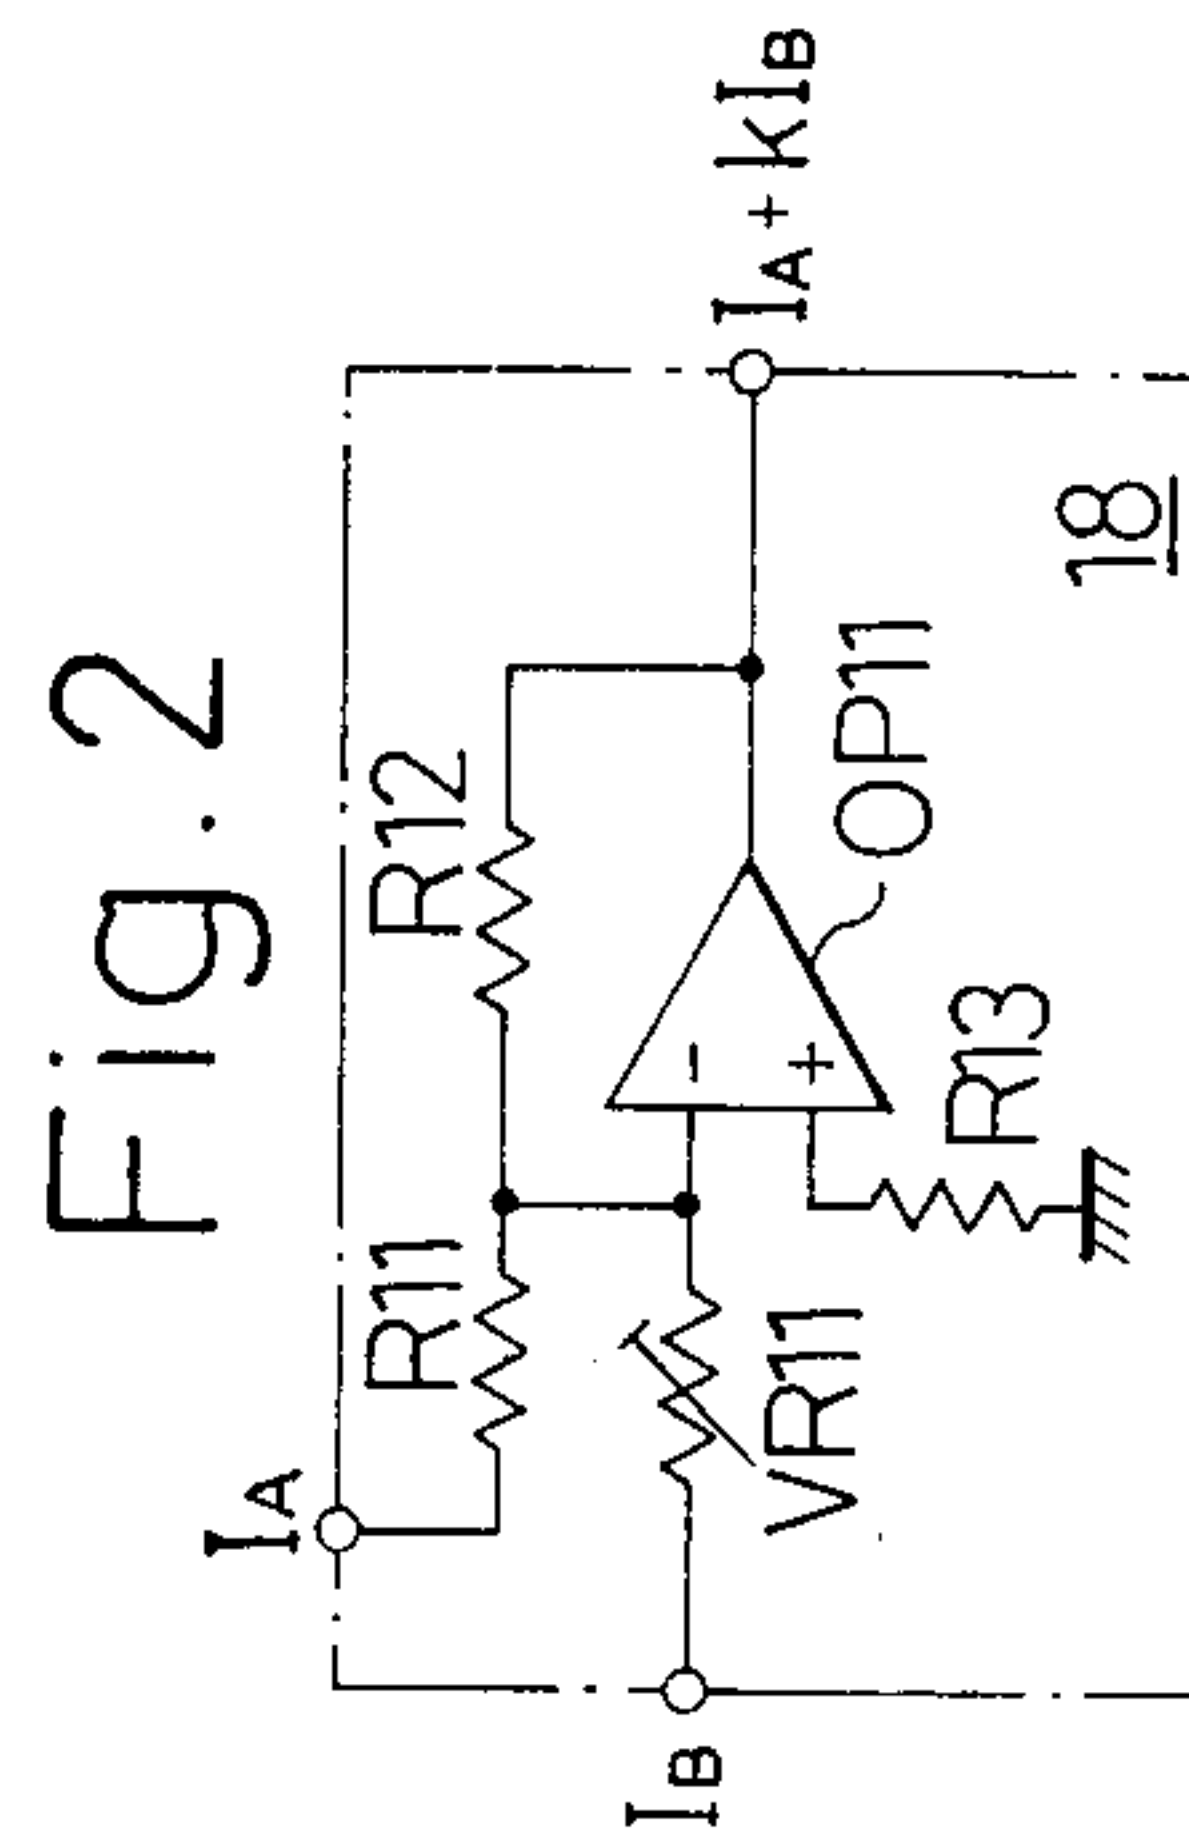 Fig.2
IA
R11
R12
IB
VR11
-
+
OP11
R13
IA+KIB
18